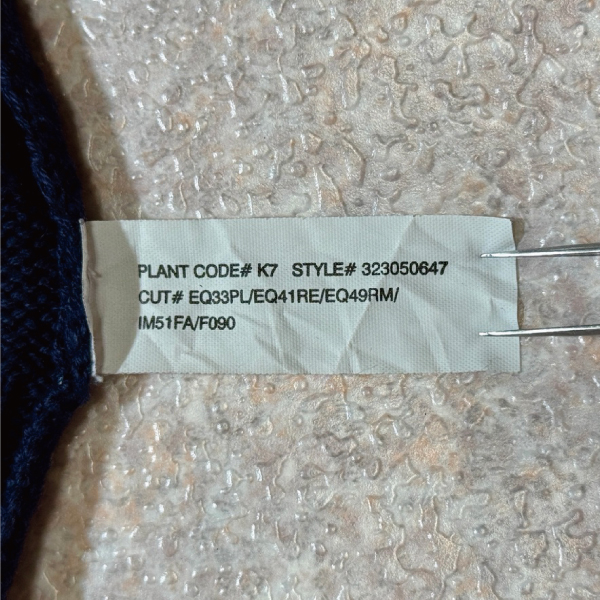 PLANT CODE# K7 STYLE# 323050647
CUT# EQ33PL/EQ41RE/EQ49RM/
IM51FA/F090